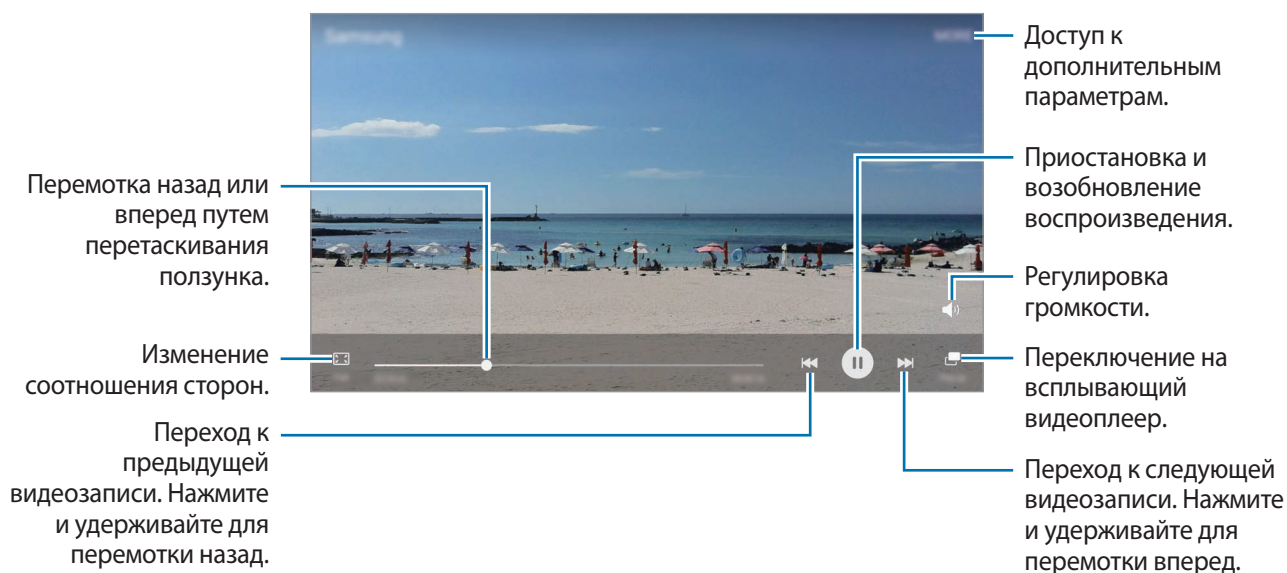 Samsung
MORE
Доступ к
дополнительным
параметрам.
Перемотка назад или
вперед путем
перетаскивания
ползунка.
Приостановка и
возобновление
воспроизведения.
Регулировка
громкости.
Изменение
соотношения сторон.
Переключение на
всплывающий
видеоплеер.
Переход к
предыдущей
видеозаписи. Нажмите
и удерживайте для
перемотки назад.
Переход к следующей
видеозаписи. Нажмите
и удерживайте для
перемотки вперед.